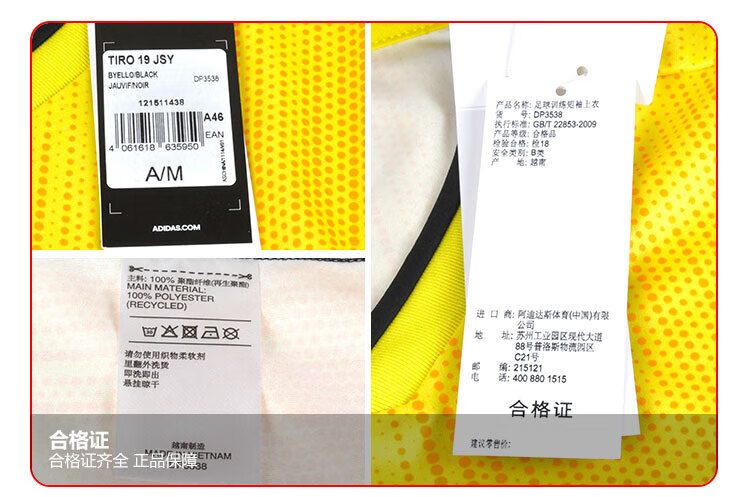 TIRO 19 JSY
BYELLO/BLACK
JAUVIF/NOIR
DP3538
121511438
A46
EAN
4 061618 635950
A/M
ADIDAS.COM
主料: 100% 聚酯纤维(再生聚酯)
MAIN MATERIAL:
100% POLYESTER
(RECYCLED)
请勿使用织物柔软剂
里翻外洗烫
即洗即出
悬挂晾干
越南制造
MADE IN VIETNAM
产品名称: 足球训练短袖上衣
货 号: DP3538
执行标准: GB/T 22853-2009
产品等级: 合格品
检验合格: 检18
安全类别: B类
产 地: 越南
进 口 商: 阿迪达斯体育(中国)有限
公司
地 址: 苏州工业园区现代大道
88号普洛斯物流园区
C21号
邮 编: 215121
电 话: 400 880 1515
合格证
建议零售价:
合格证
合格证齐全 正品保障